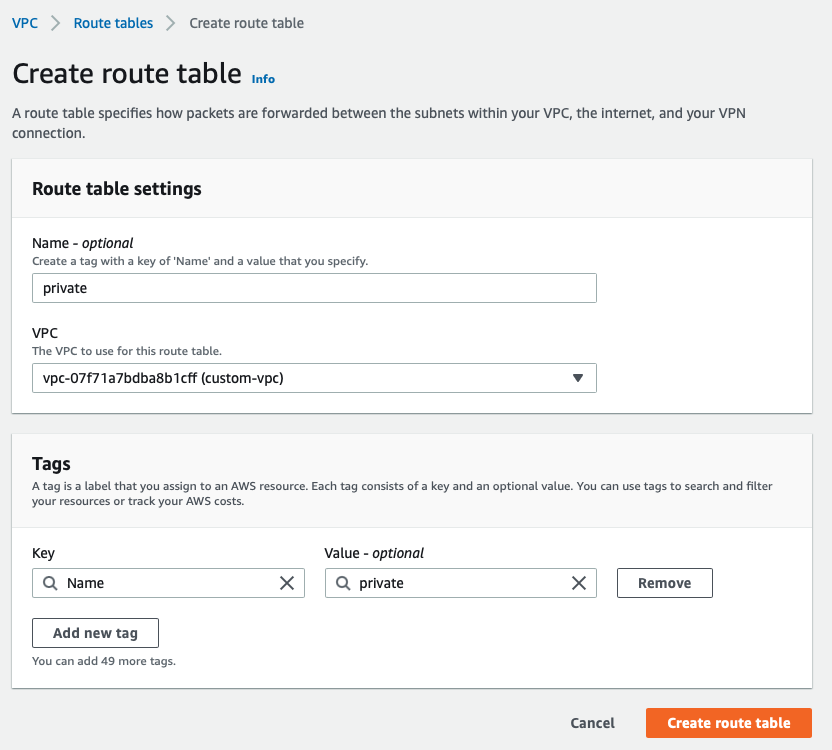 VPC > Route tables > Create route table
Create route table Info
A route table specifies how packets are forwarded between the subnets within your VPC, the internet, and your VPN
connection.
Route table settings
Name - optional
Create a tag with a key of 'Name' and a value that you specify.
private
VPC
The VPC to use for this route table.
vpc-07f71a7bdba8b1cff (custom-vpc)
Tags
A tag is a label that you assign to an AWS resource. Each tag consists of a key and an optional value. You can use tags to search and filter
your resources or track your AWS costs.
Key Value - optional
Name private Remove
Add new tag
You can add 49 more tags.
Cancel Create route table